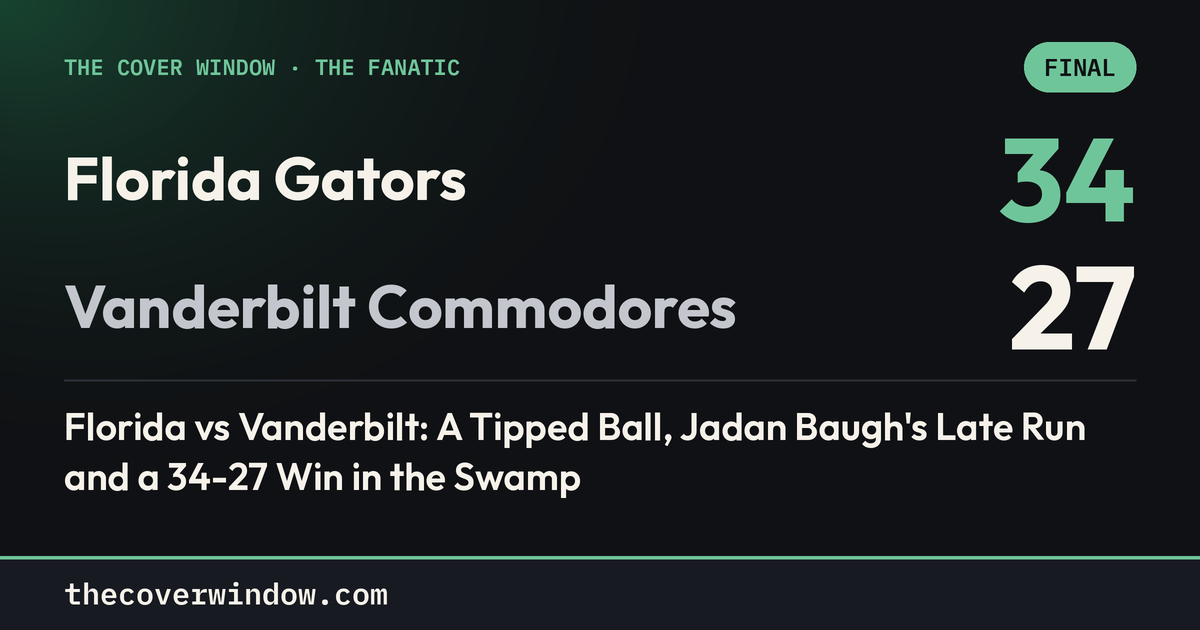 THE COVER WINDOW · THE FANATIC
FINAL
Florida Gators
34
Vanderbilt Commodores
27
Florida vs Vanderbilt: A Tipped Ball, Jadan Baugh's Late Run
and a 34-27 Win in the Swamp
thecoverwindow.com